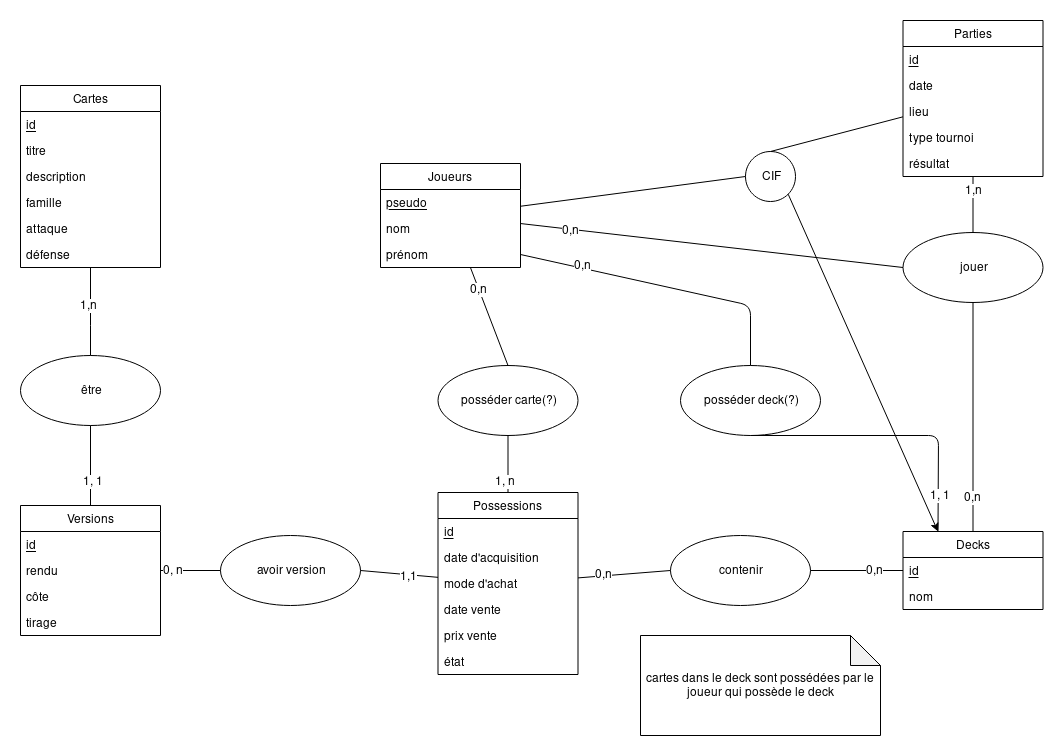 Parties
id
date
lieu
type tournoi
résultat
Cartes
id
titre
description
famille
attaque
défense
Joueurs
pseudo
nom
prénom
CIF
1,n
0,n
jouer
0,n
0,n
1,n
être
posséder carte(?)
posséder deck(?)
1, 1
1, n
1, 1
0,n
Versions
id
rendu
côte
tirage
0, n
avoir version
1,1
Possessions
id
date d'acquisition
mode d'achat
date vente
prix vente
état
0,n
contenir
0,n
Decks
id
nom
cartes dans le deck sont possédées par le
joueur qui possède le deck